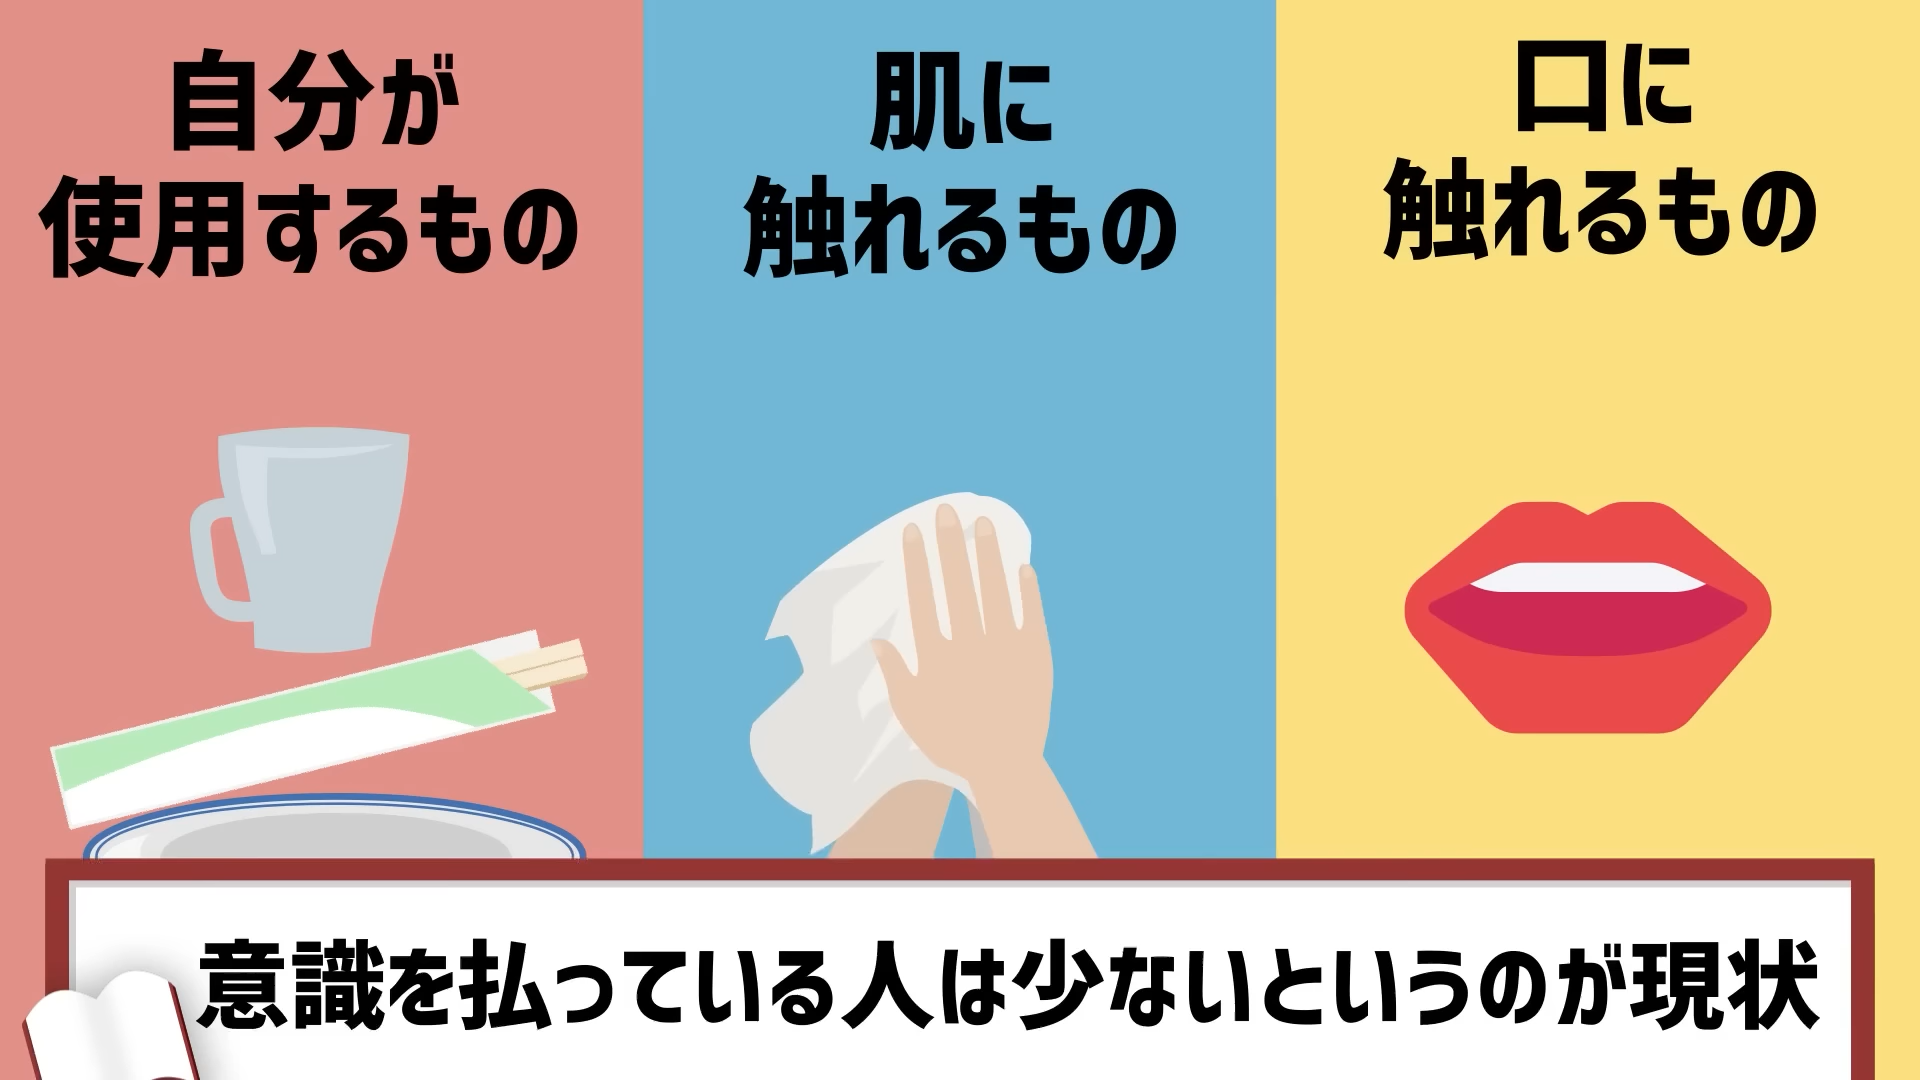 自分が
使用するもの
肌に
触れるもの
口に
触れるもの
意識を払っている人は少ないというのが現状